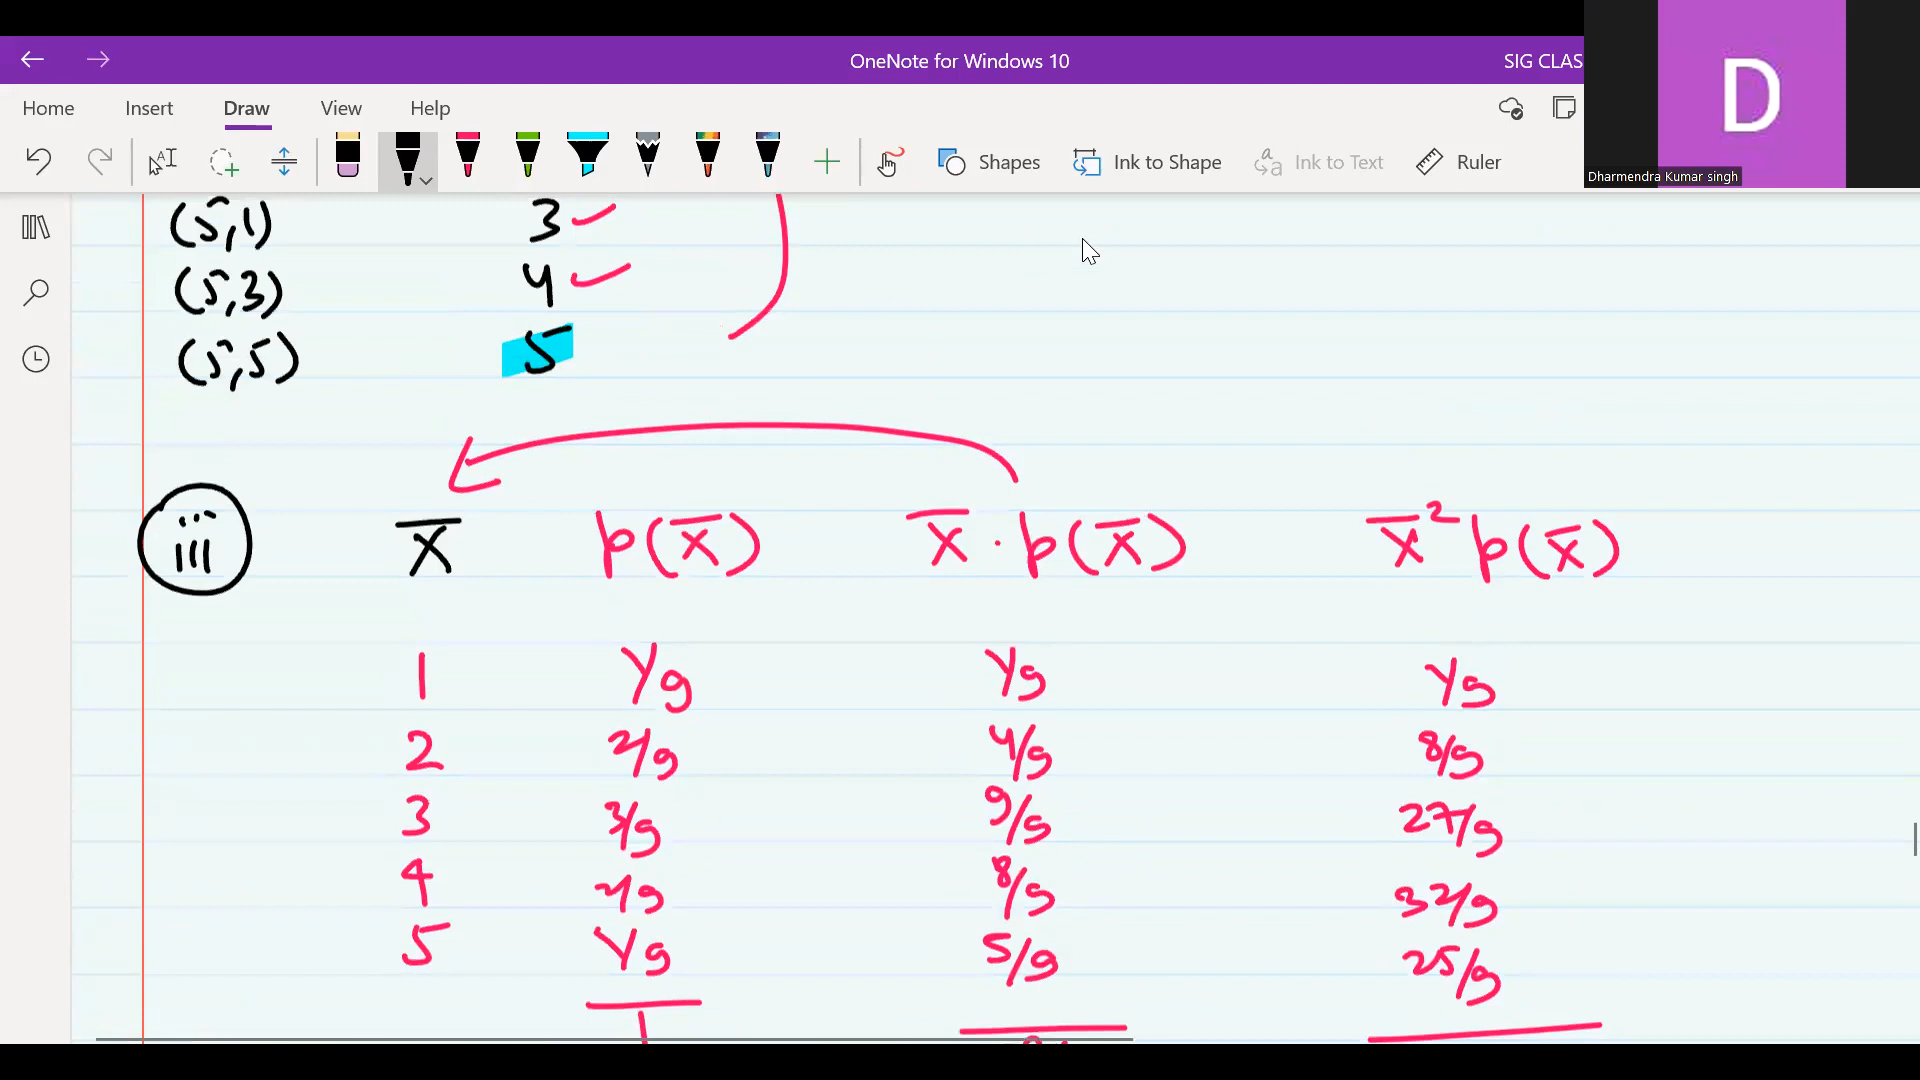 OneNote for Windows 10
SIG CLAS
D
Dharmendra Kumar singh
Home Insert Draw View Help
Shapes Ink to Shape Ink to Text Ruler
(5,1) 3
(5,3) 4
(5,5) 5
iii x̅ p(x̅) x̅ · p(x̅) x̅² p(x̅)
1 1/9 1/9 1/9
2 2/9 4/9 8/9
3 3/9 9/9 27/9
4 2/9 8/9 32/9
5 1/9 5/9 25/9
1